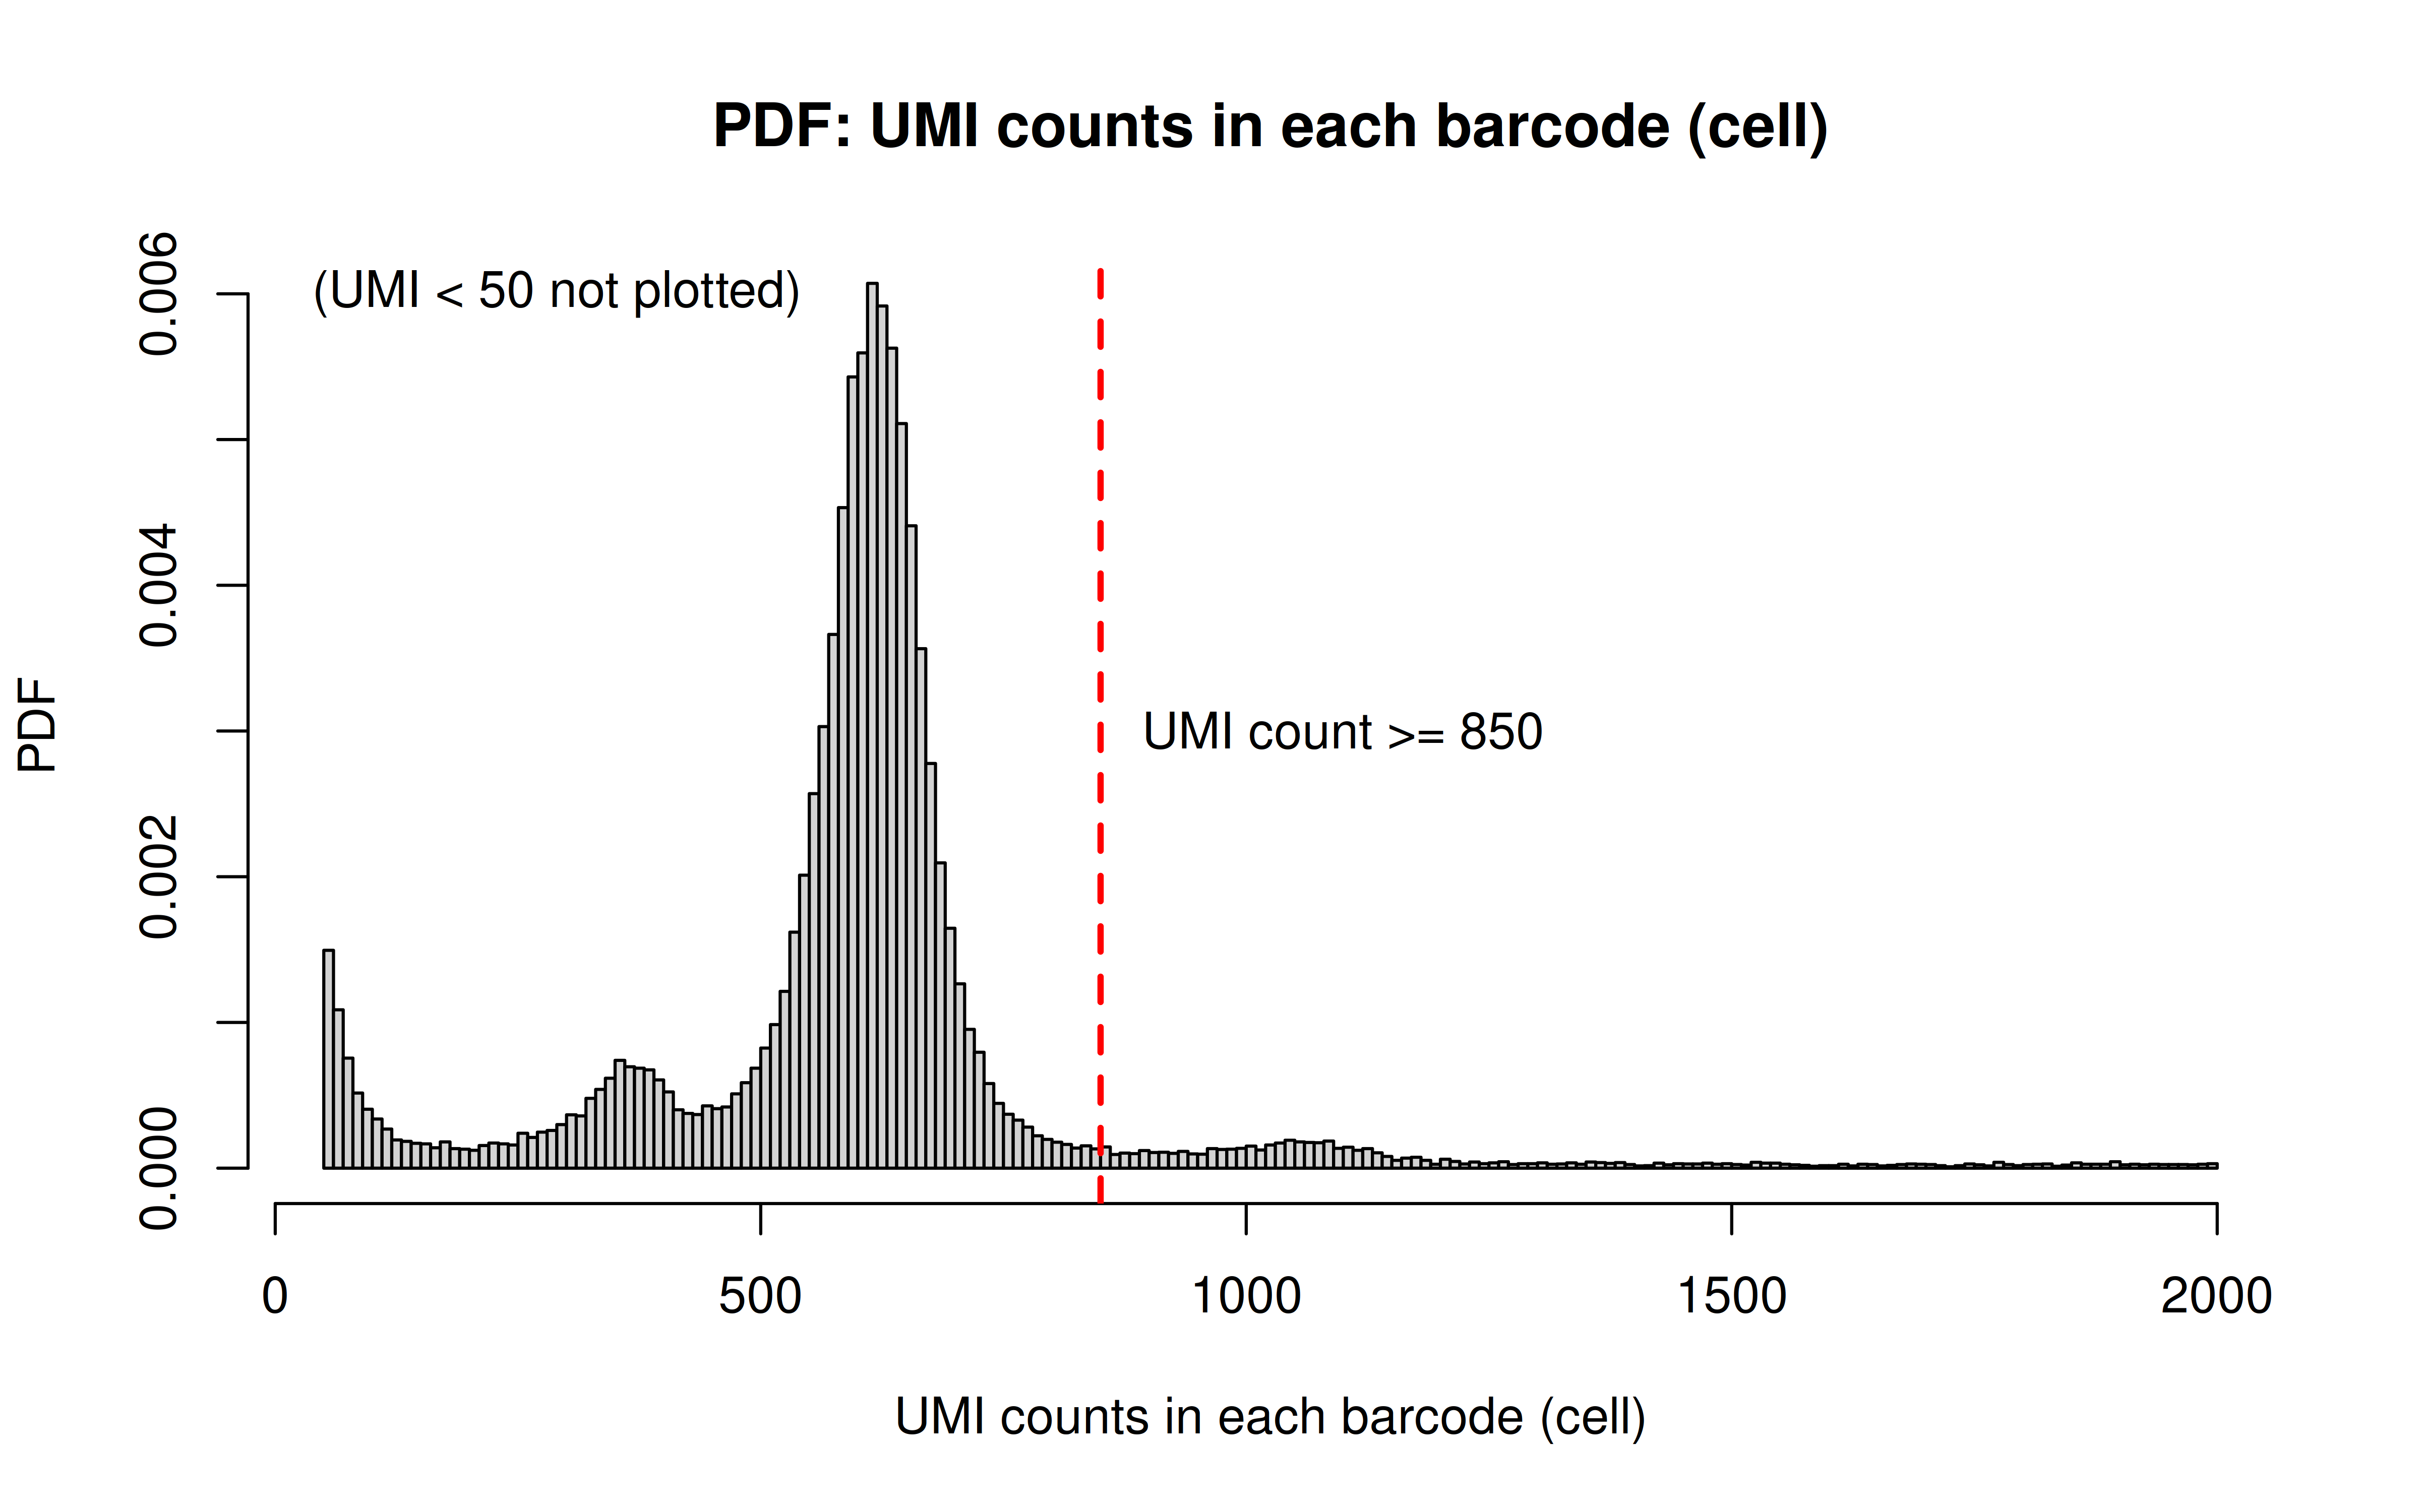 PDF: UMI counts in each barcode (cell)
(UMI < 50 not plotted)
0.006
0.004
0.002
0.000
PDF
UMI count >= 850
0
500
1000
1500
2000
UMI counts in each barcode (cell)